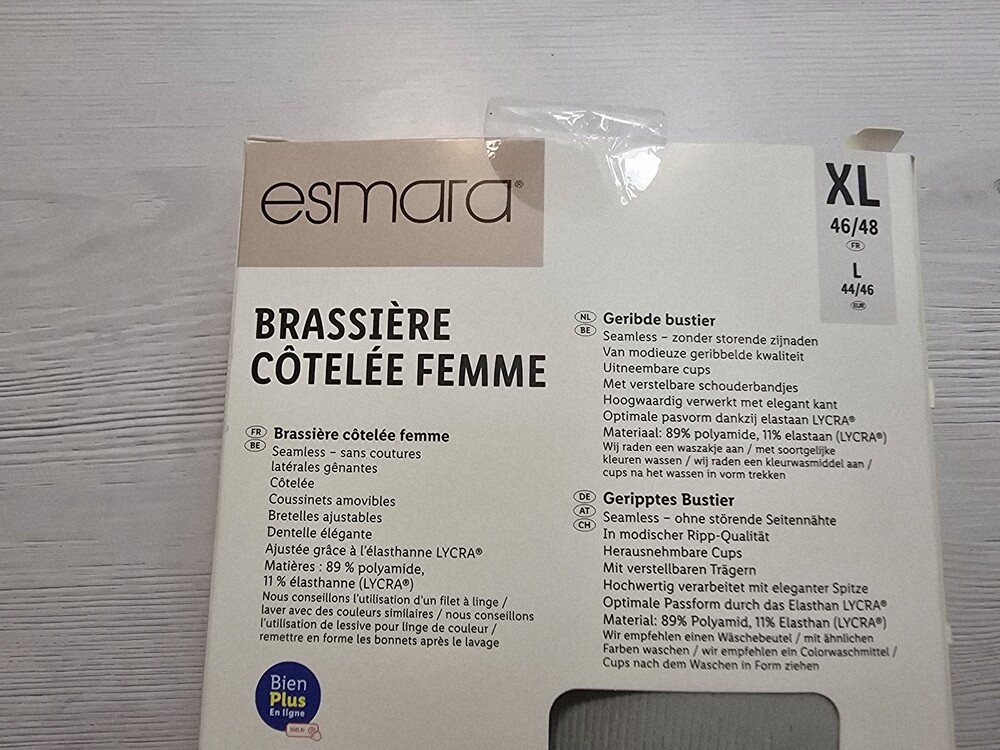 esmara®
XL
46/48
FR
L
44/46
EUR
BRASSIÈRE
CÔTELÉE FEMME
FR
BE
Brassière côtelée femme
Seamless – sans coutures
latérales gênantes
Côtelée
Coussinets amovibles
Bretelles ajustables
Dentelle élégante
Ajustée grâce à l'élasthanne LYCRA®
Matières : 89 % polyamide,
11 % élasthanne (LYCRA®)
Nous conseillons l'utilisation d'un filet à linge /
laver avec des couleurs similaires / nous conseillons
l'utilisation de lessive pour linge de couleur /
remettre en forme les bonnets après le lavage
Bien
Plus
En ligne
NL
BE
Geribde bustier
Seamless – zonder storende zijnaden
Van modieuze geribbelde kwaliteit
Uitneembare cups
Met verstelbare schouderbandjes
Hoogwaardig verwerkt met elegant kant
Optimale pasvorm dankzij elastaan LYCRA®
Materiaal: 89% polyamide, 11% elastaan (LYCRA®)
Wij raden een waszakje aan / met soortgelijke
kleuren wassen / wij raden een kleurwasmiddel aan /
cups na het wassen in vorm trekken
DE
AT
CH
Geripptes Bustier
Seamless – ohne störende Seitennähte
In modischer Ripp-Qualität
Herausnehmbare Cups
Mit verstellbaren Trägern
Hochwertig verarbeitet mit eleganter Spitze
Optimale Passform durch das Elasthan LYCRA®
Material: 89% Polyamid, 11% Elasthan (LYCRA®)
Wir empfehlen einen Wäschebeutel / mit ähnlichen
Farben waschen / wir empfehlen ein Colorwaschmittel /
Cups nach dem Waschen in Form ziehen